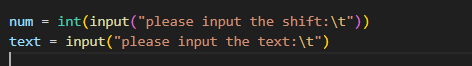 num = int(input("please input the shift:\t"))
text = input("please input the text:\t")